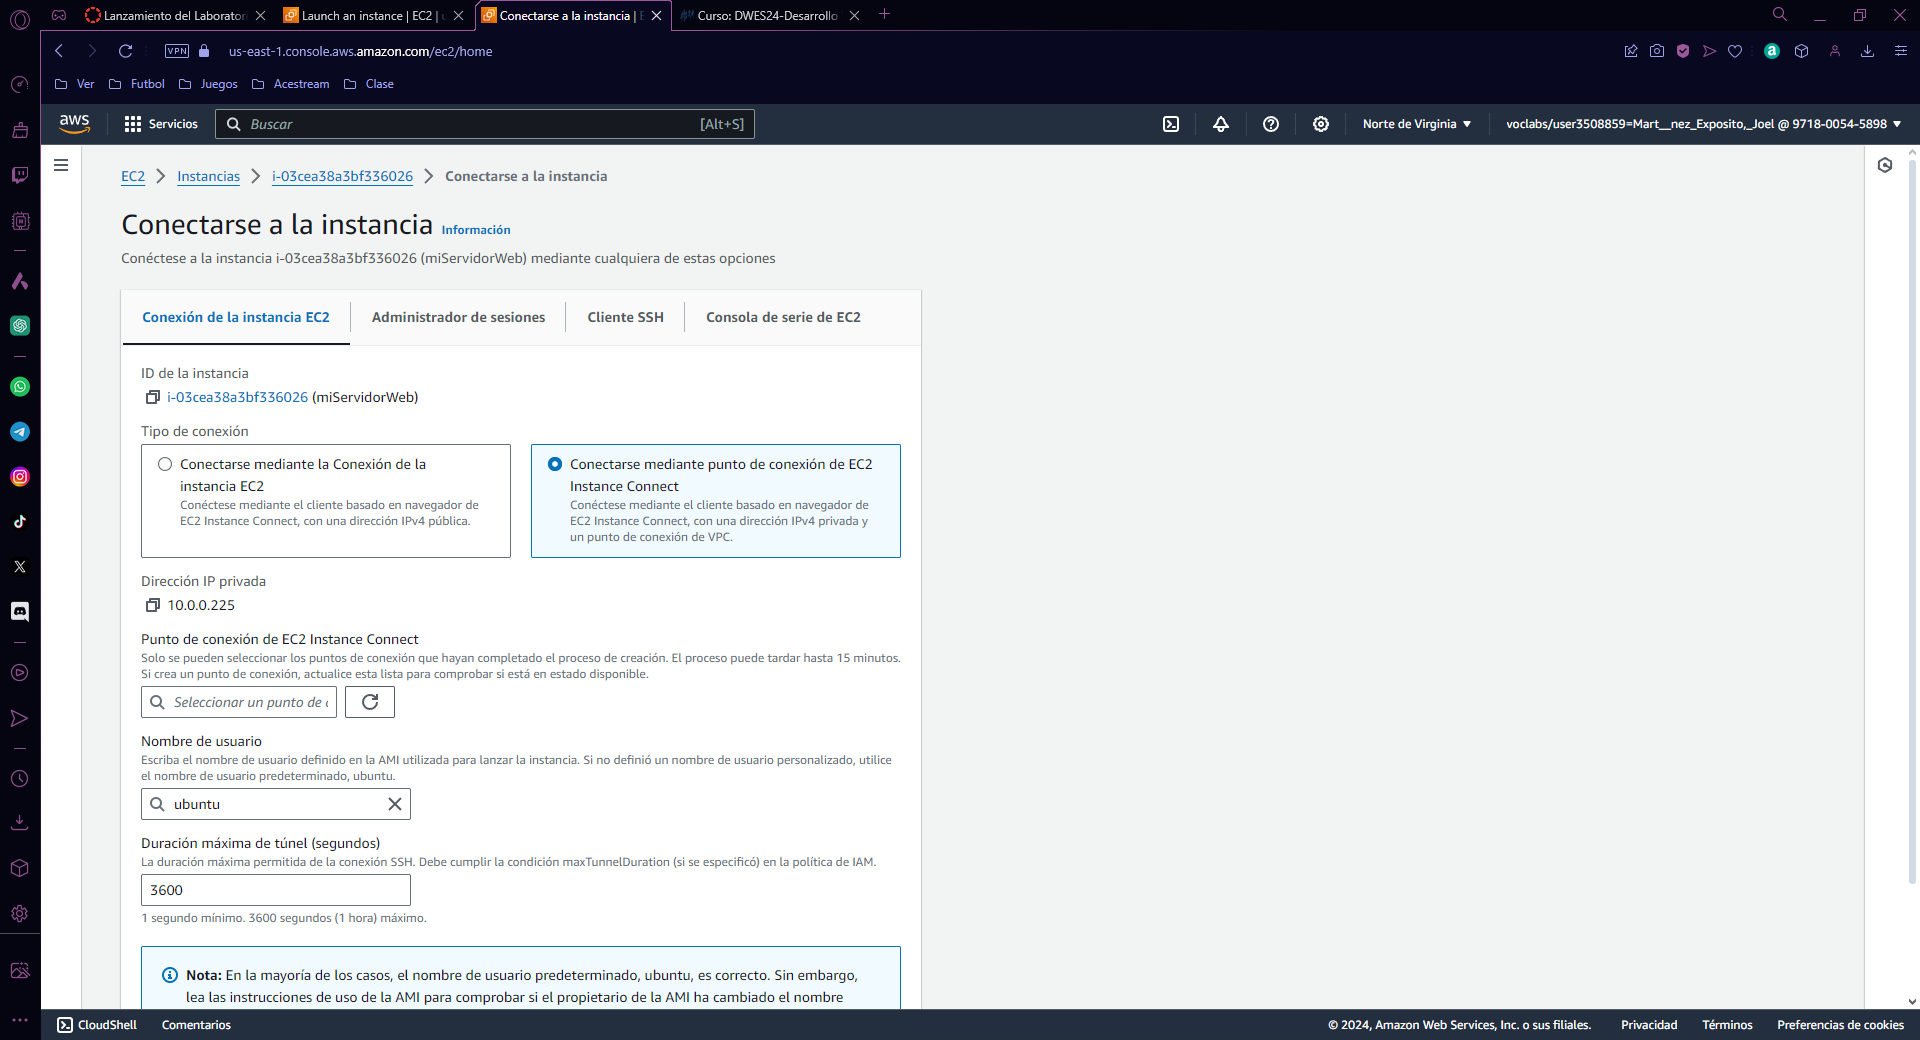 Lanzamiento del Laborator
Launch an instance | EC2 | u
Conectarse a la instancia | E
Curso: DWES24-Desarrollo
VPN
us-east-1.console.aws.amazon.com/ec2/home
Ver
Futbol
Juegos
Acestream
Clase
aws
Servicios
Buscar
[Alt+S]
Norte de Virginia
voclabs/user3508859=Mart__nez_Exposito,_Joel @ 9718-0054-5898
EC2
Instancias
i-03cea38a3bf336026
Conectarse a la instancia
Conectarse a la instancia Información
Conéctese a la instancia i-03cea38a3bf336026 (miServidorWeb) mediante cualquiera de estas opciones
Conexión de la instancia EC2
Administrador de sesiones
Cliente SSH
Consola de serie de EC2
ID de la instancia
i-03cea38a3bf336026 (miServidorWeb)
Tipo de conexión
Conectarse mediante la Conexión de la
instancia EC2
Conéctese mediante el cliente basado en navegador de
EC2 Instance Connect, con una dirección IPv4 pública.
Conectarse mediante punto de conexión de EC2
Instance Connect
Conéctese mediante el cliente basado en navegador de
EC2 Instance Connect, con una dirección IPv4 privada y
un punto de conexión de VPC.
Dirección IP privada
10.0.0.225
Punto de conexión de EC2 Instance Connect
Solo se pueden seleccionar los puntos de conexión que hayan completado el proceso de creación. El proceso puede tardar hasta 15 minutos.
Si crea un punto de conexión, actualice esta lista para comprobar si está en estado disponible.
Seleccionar un punto de c
Nombre de usuario
Escriba el nombre de usuario definido en la AMI utilizada para lanzar la instancia. Si no definió un nombre de usuario personalizado, utilice
el nombre de usuario predeterminado, ubuntu.
ubuntu
Duración máxima de túnel (segundos)
La duración máxima permitida de la conexión SSH. Debe cumplir la condición maxTunnelDuration (si se especificó) en la política de IAM.
3600
1 segundo mínimo. 3600 segundos (1 hora) máximo.
Nota: En la mayoría de los casos, el nombre de usuario predeterminado, ubuntu, es correcto. Sin embargo,
lea las instrucciones de uso de la AMI para comprobar si el propietario de la AMI ha cambiado el nombre
CloudShell
Comentarios
© 2024, Amazon Web Services, Inc. o sus filiales.
Privacidad
Términos
Preferencias de cookies